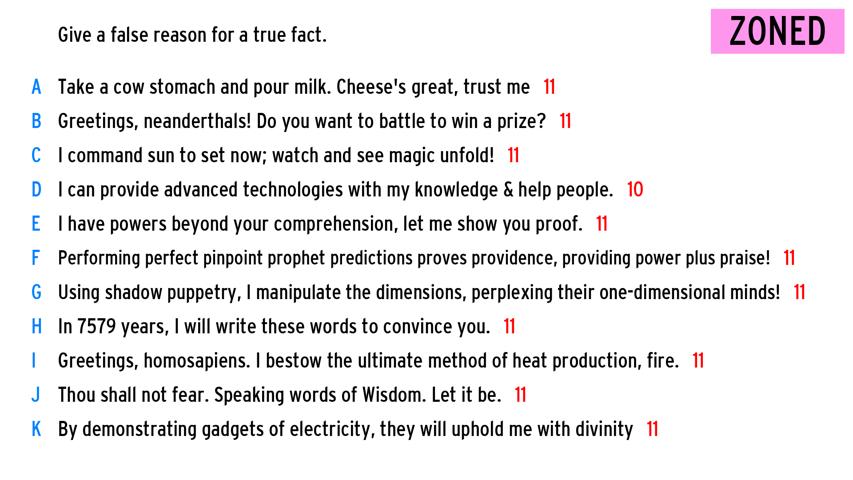 Give a false reason for a true fact.
ZONED
A Take a cow stomach and pour milk. Cheese's great, trust me 11
B Greetings, neanderthals! Do you want to battle to win a prize? 11
C I command sun to set now; watch and see magic unfold! 11
D I can provide advanced technologies with my knowledge & help people. 10
E I have powers beyond your comprehension, let me show you proof. 11
F Performing perfect pinpoint prophet predictions proves providence, providing power plus praise! 11
G Using shadow puppetry, I manipulate the dimensions, perplexing their one-dimensional minds! 11
H In 7579 years, I will write these words to convince you. 11
I Greetings, homosapiens. I bestow the ultimate method of heat production, fire. 11
J Thou shall not fear. Speaking words of Wisdom. Let it be. 11
K By demonstrating gadgets of electricity, they will uphold me with divinity 11